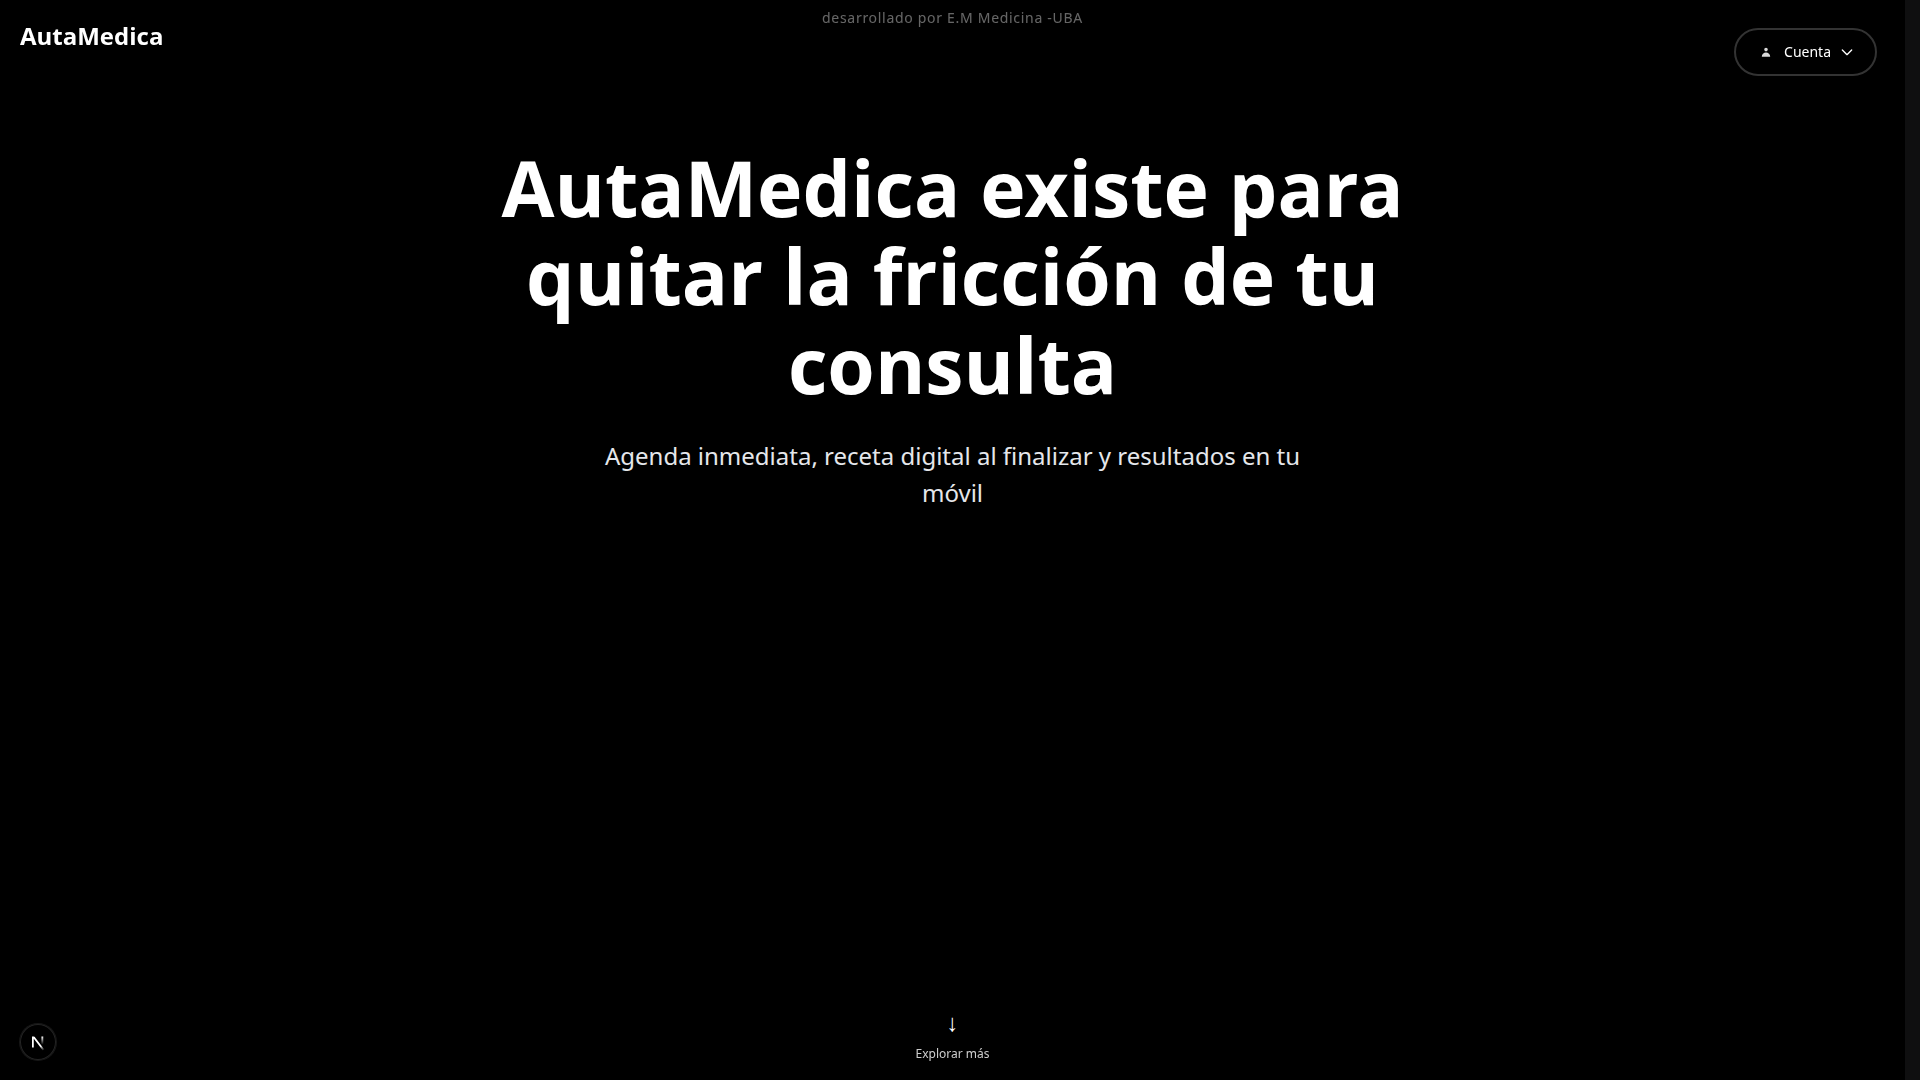 desarrollado por E.M Medicina -UBA
AutaMedica
Cuenta
AutaMedica existe para
quitar la fricción de tu
consulta
Agenda inmediata, receta digital al finalizar y resultados en tu
móvil
↓
Explorar más
N